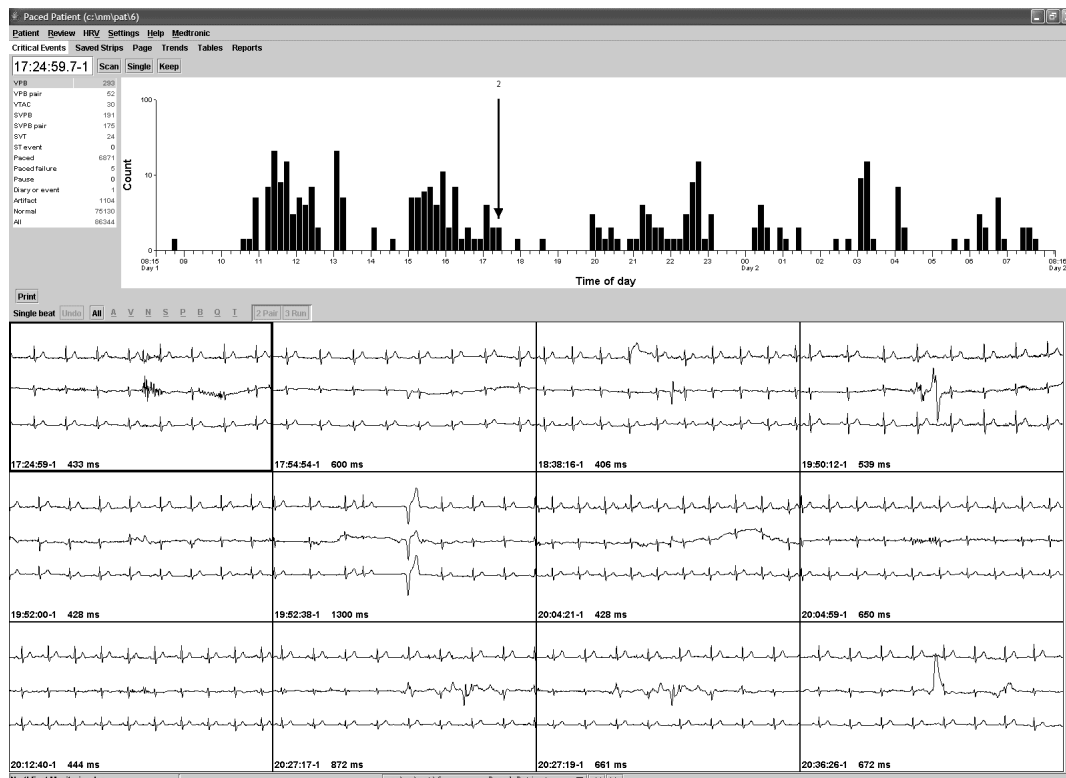 Paced Patient (c:\nm\pat\6)
Patient Review HRV Settings Help Medtronic
Critical Events Saved Strips Page Trends Tables Reports
17:24:59.7-1 Scan Single Keep
VPB 293
VPB pair 52
VTAC 30
SVPB 191
SVPB pair 175
SVT 24
ST event 0
Paced 6871
Paced failure 5
Pause 0
Diary or event 1
Artifact 1104
Normal 75130
All 66344
2
100
10
0
Count
08:15 09 10 11 12 13 14 15 16 17 18 19 20 21 22 23 00 01 02 03 04 05 06 07 08:16
Day 1 Day 2 Day 2
Time of day
Print
Single beat Undo All A V N S P B Q T 2 Pair 3 Run
17:24:59-1 433 ms
17:54:54-1 600 ms
18:38:16-1 406 ms
19:50:12-1 539 ms
19:52:00-1 428 ms
19:52:38-1 1300 ms
20:04:21-1 428 ms
20:04:59-1 650 ms
20:12:40-1 444 ms
20:27:17-1 872 ms
20:27:19-1 661 ms
20:36:26-1 672 ms